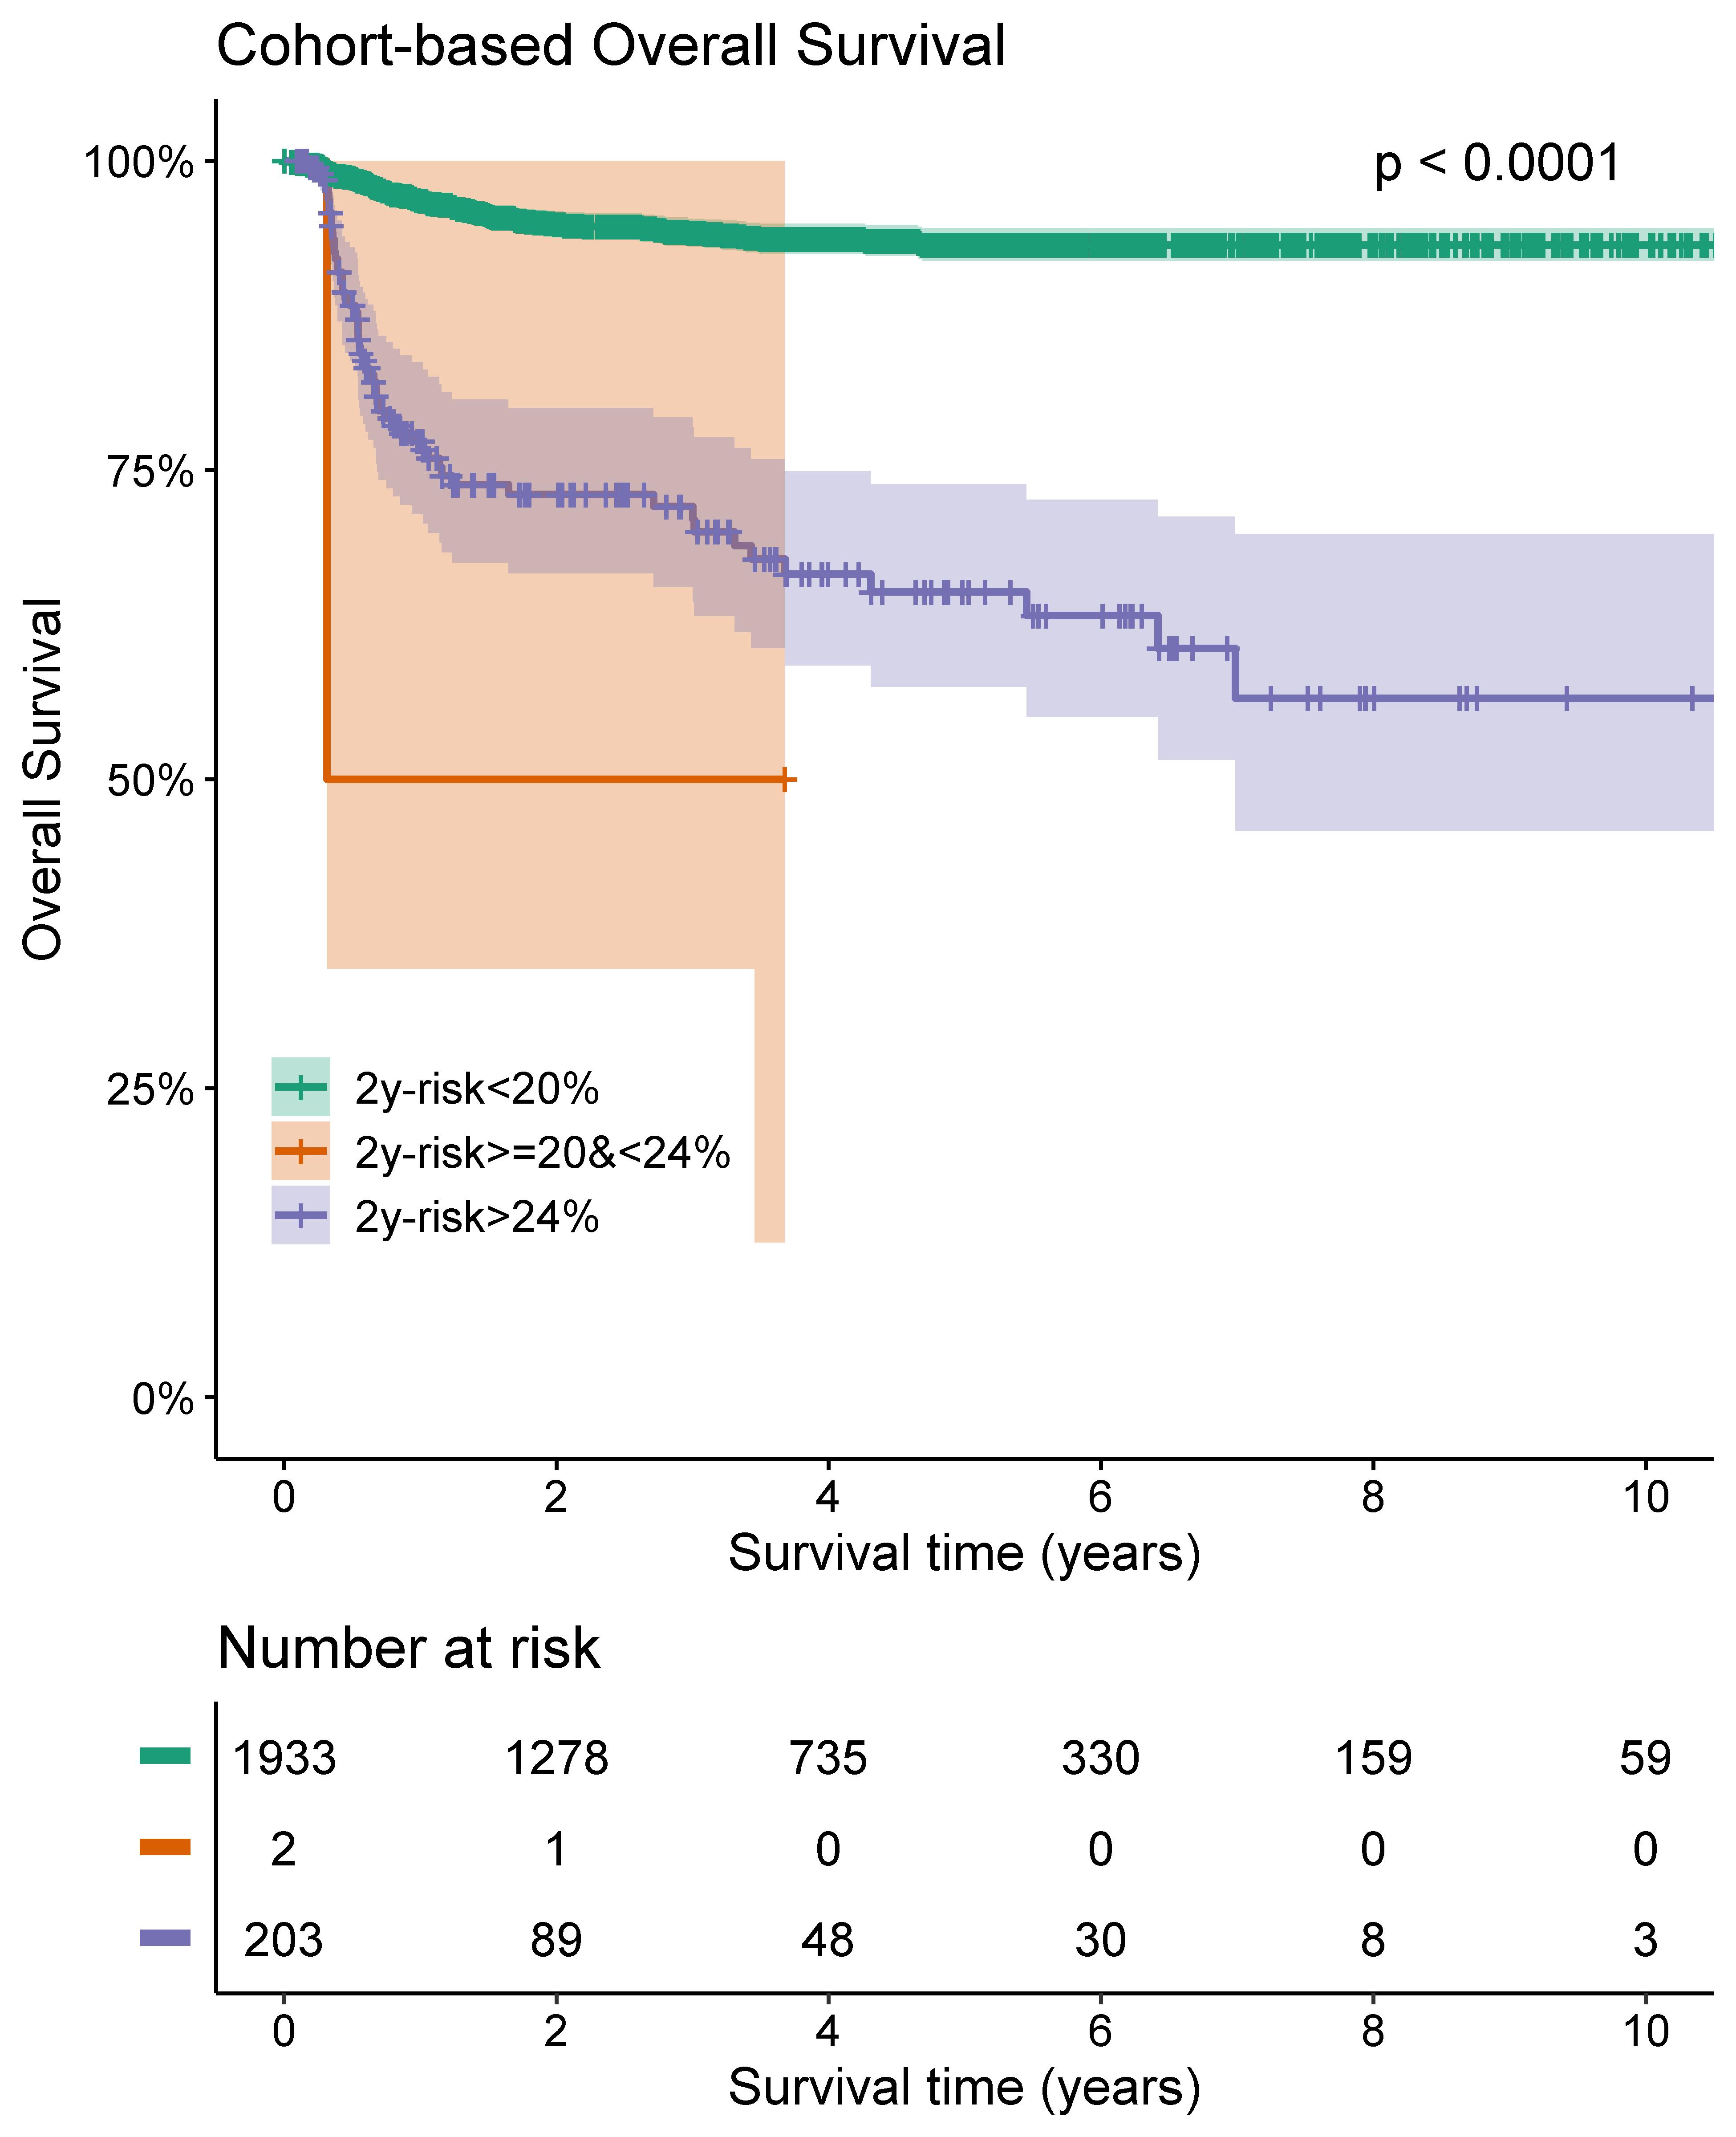 Cohort-based Overall Survival
p < 0.0001
100%
75%
50%
25%
0%
Overall Survival
2y-risk<20%
2y-risk>=20&<24%
2y-risk>24%
0 2 4 6 8 10
Survival time (years)
Number at risk
1933 1278 735 330 159 59
2 1 0 0 0 0
203 89 48 30 8 3
0 2 4 6 8 10
Survival time (years)